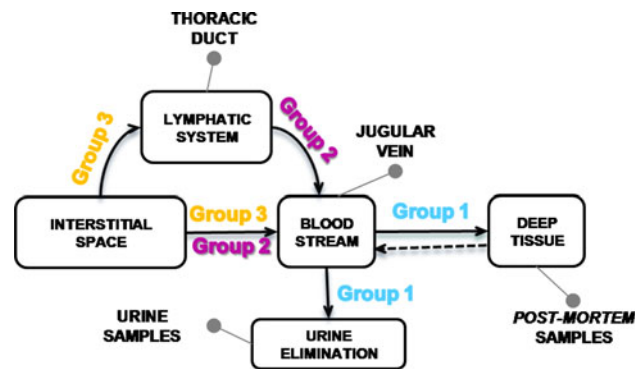 THORACIC
DUCT
LYMPHATIC
SYSTEM
Group 3
Group 2
JUGULAR
VEIN
INTERSTITIAL
SPACE
Group 3
Group 2
BLOOD
STREAM
Group 1
DEEP
TISSUE
Group 1
URINE
SAMPLES
URINE
ELIMINATION
POST-MORTEM
SAMPLES